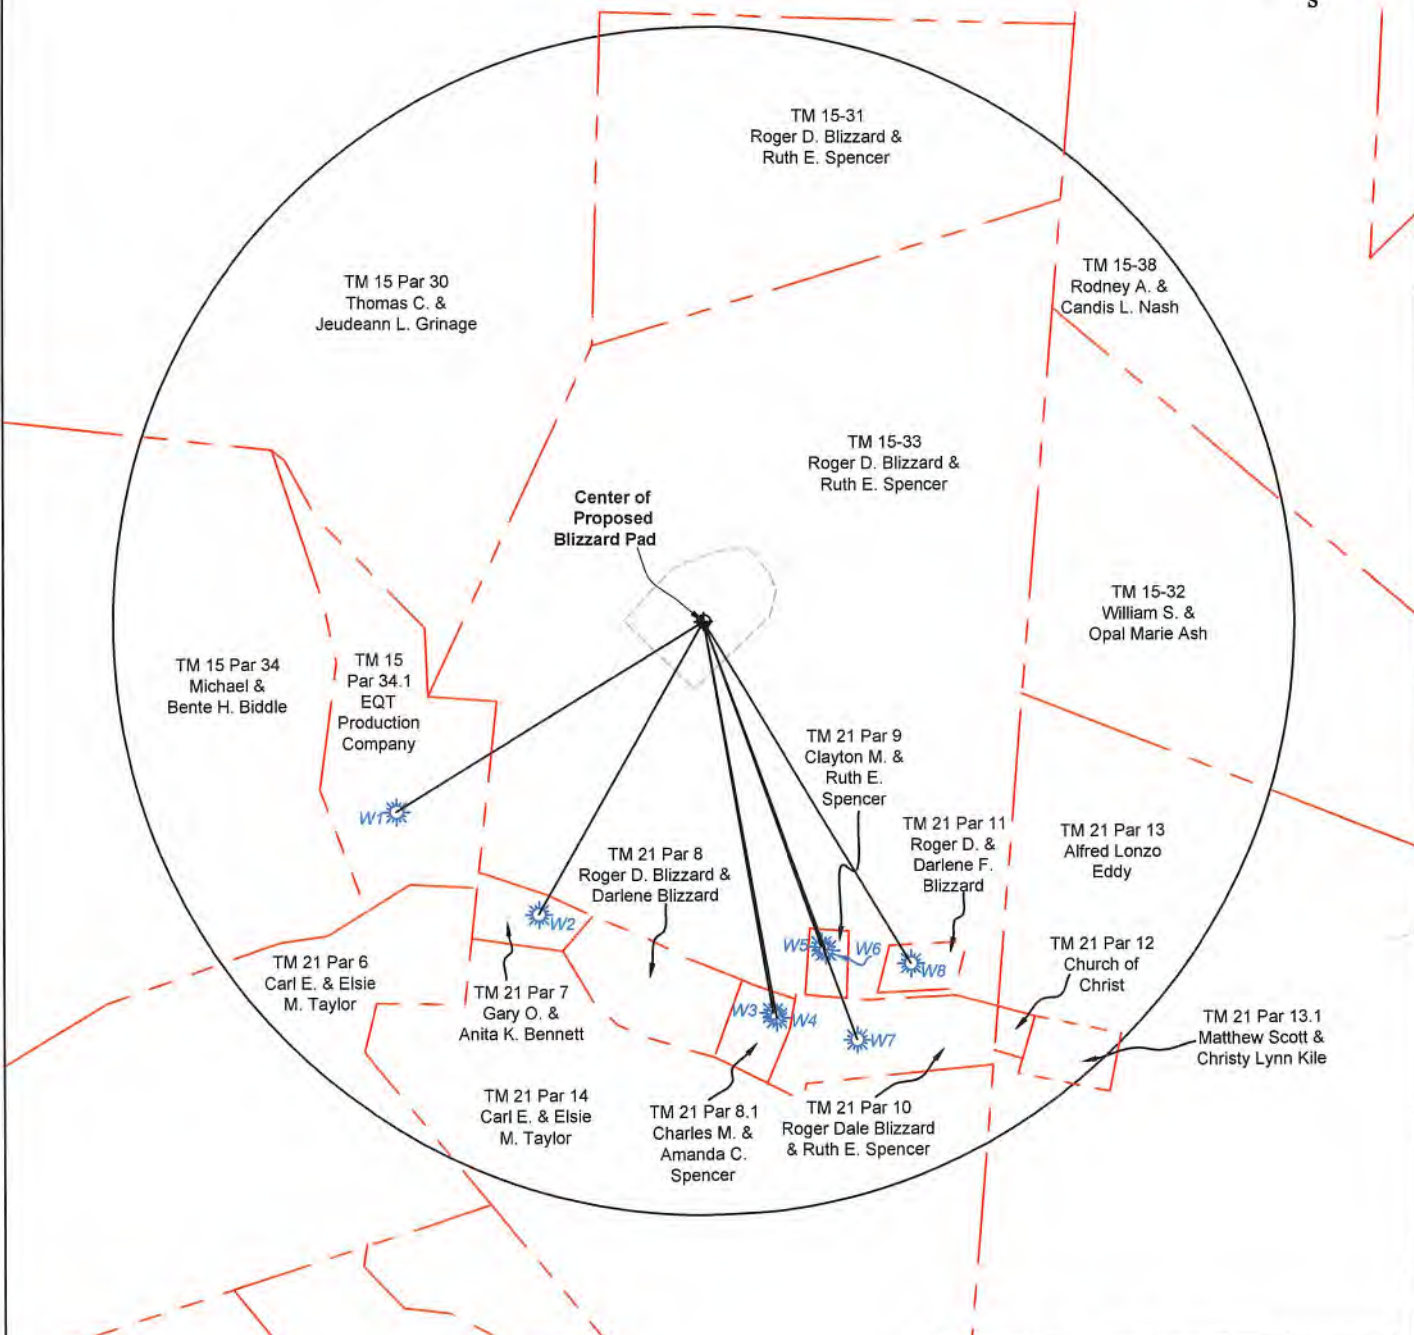 S
TM 15-31
Roger D. Blizzard &
Ruth E. Spencer
TM 15 Par 30
Thomas C. &
Jeudeann L. Grinage
TM 15-38
Rodney A. &
Candis L. Nash
TM 15-33
Roger D. Blizzard &
Ruth E. Spencer
Center of
Proposed
Blizzard Pad
TM 15-32
William S. &
Opal Marie Ash
TM 15 Par 34
Michael &
Bente H. Biddle
TM 15
Par 34.1
EQT
Production
Company
TM 21 Par 9
Clayton M. &
Ruth E.
Spencer
W1
TM 21 Par 11
Roger D. &
Darlene F.
Blizzard
TM 21 Par 13
Alfred Lonzo
Eddy
TM 21 Par 8
Roger D. Blizzard &
Darlene Blizzard
W2
W5
W6
W8
TM 21 Par 12
Church of
Christ
TM 21 Par 6
Carl E. & Elsie
M. Taylor
TM 21 Par 7
Gary O. &
Anita K. Bennett
W3
W4
W7
TM 21 Par 13.1
Matthew Scott &
Christy Lynn Kile
TM 21 Par 14
Carl E. & Elsie
M. Taylor
TM 21 Par 8.1
Charles M. &
Amanda C.
Spencer
TM 21 Par 10
Roger Dale Blizzard
& Ruth E. Spencer